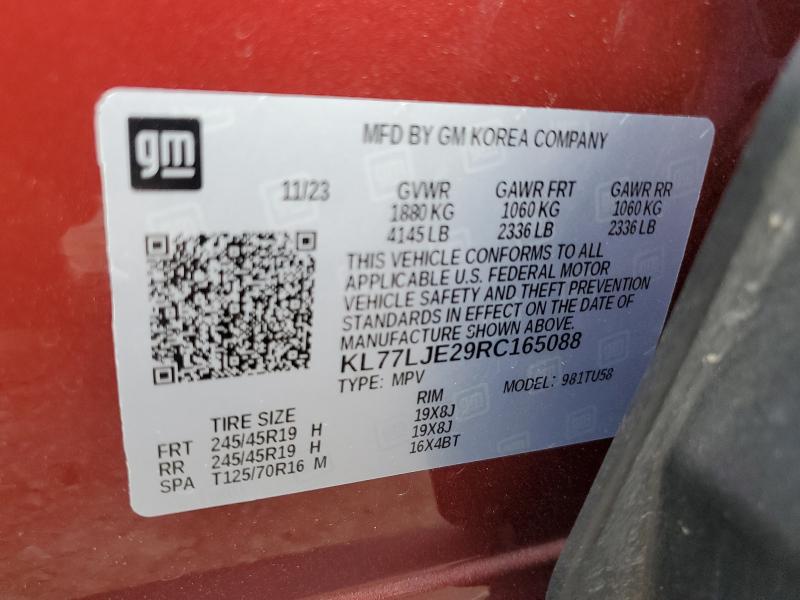 gm
MFD BY GM KOREA COMPANY
11/23 GVWR GAWR FRT GAWR RR
1880 KG 1060 KG 1060 KG
4145 LB 2336 LB 2336 LB
THIS VEHICLE CONFORMS TO ALL
APPLICABLE U.S. FEDERAL MOTOR
VEHICLE SAFETY AND THEFT PREVENTION
STANDARDS IN EFFECT ON THE DATE OF
MANUFACTURE SHOWN ABOVE.
KL77LJE29RC165088
TYPE: MPV MODEL: 981TU58
TIRE SIZE RIM
FRT 245/45R19 H 19X8J
RR 245/45R19 H 19X8J
SPA T125/70R16 M 16X4BT